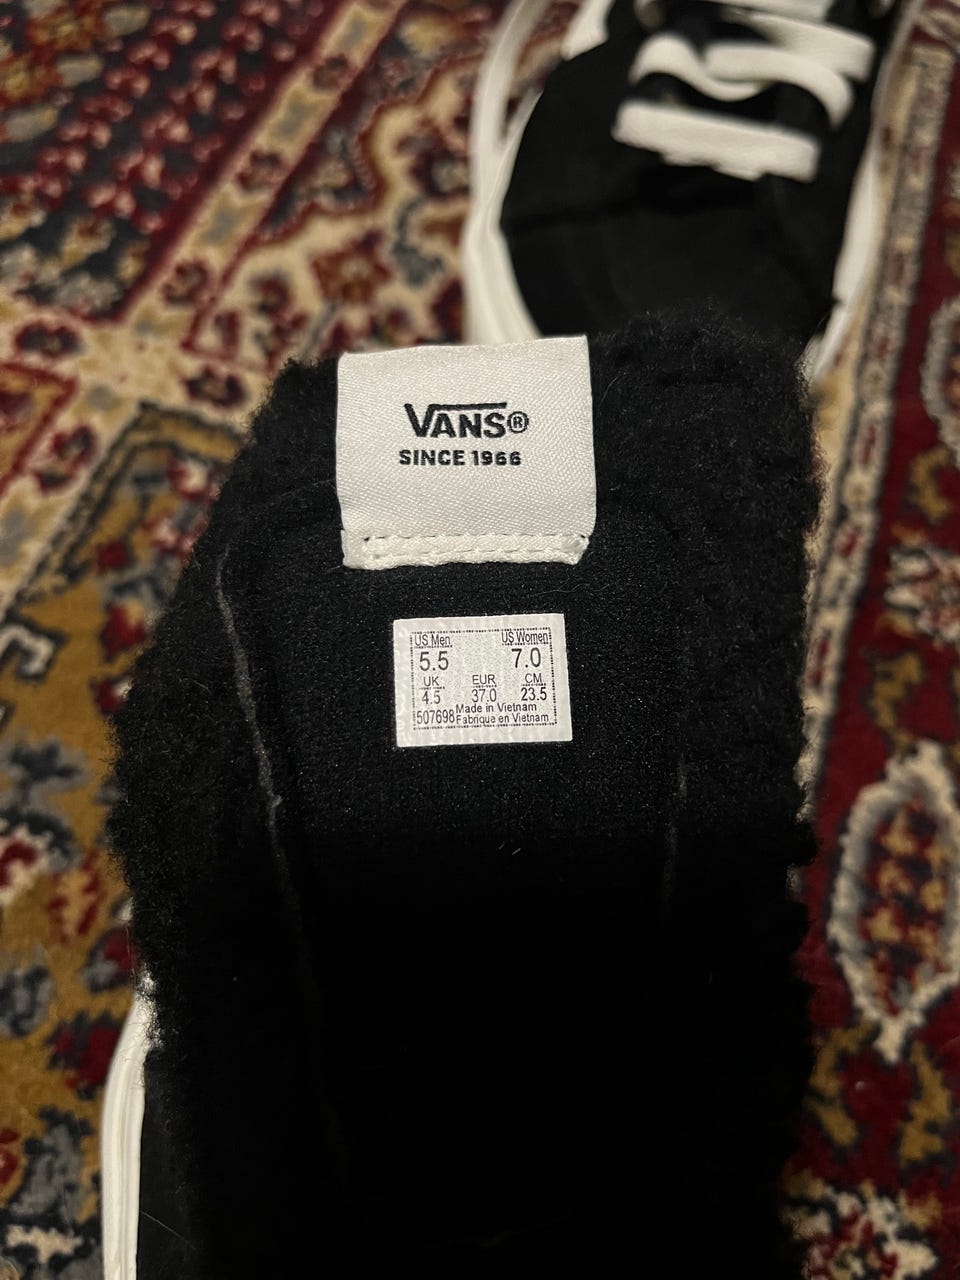 VANS®
SINCE 1966
US Men US Women
5.5 7.0
UK EUR CM
4.5 37.0 23.5
507698 Made in Vietnam
Fabriqué en Vietnam